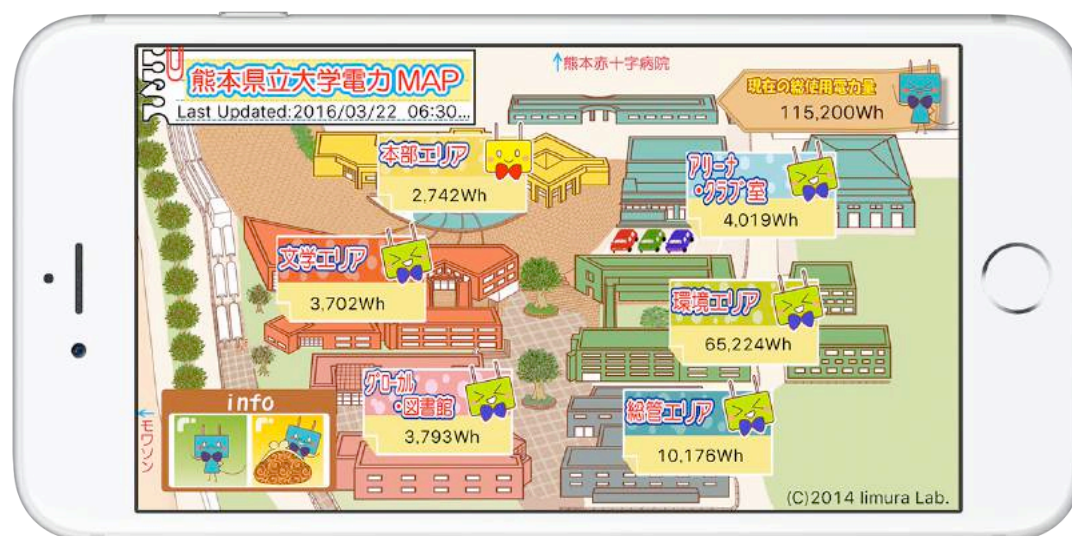 熊本県立大学電力MAP
Last Updated:2016/03/22 06:30...
↑熊本赤十字病院
現在の総使用電力量
115,200Wh
本部エリア
2,742Wh
アリーナ
・クラブ室
4,019Wh
文学エリア
3,702Wh
環境エリア
65,224Wh
グローカル
・図書館
3,793Wh
総管エリア
10,176Wh
info
←モワソン
(C)2014 Iimura Lab.